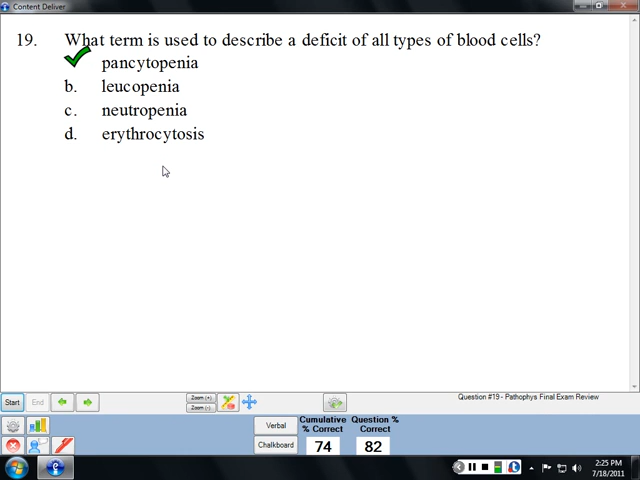 Content Deliver
19. What term is used to describe a deficit of all types of blood cells?
pancytopenia
b. leucopenia
c. neutropenia
d. erythrocytosis
Start End Zoom (+) Zoom (-) Question #19 - Pathophys Final Exam Review
Verbal Chalkboard
Cumulative % Correct 74
Question % Correct 82
2:25 PM
7/18/2011